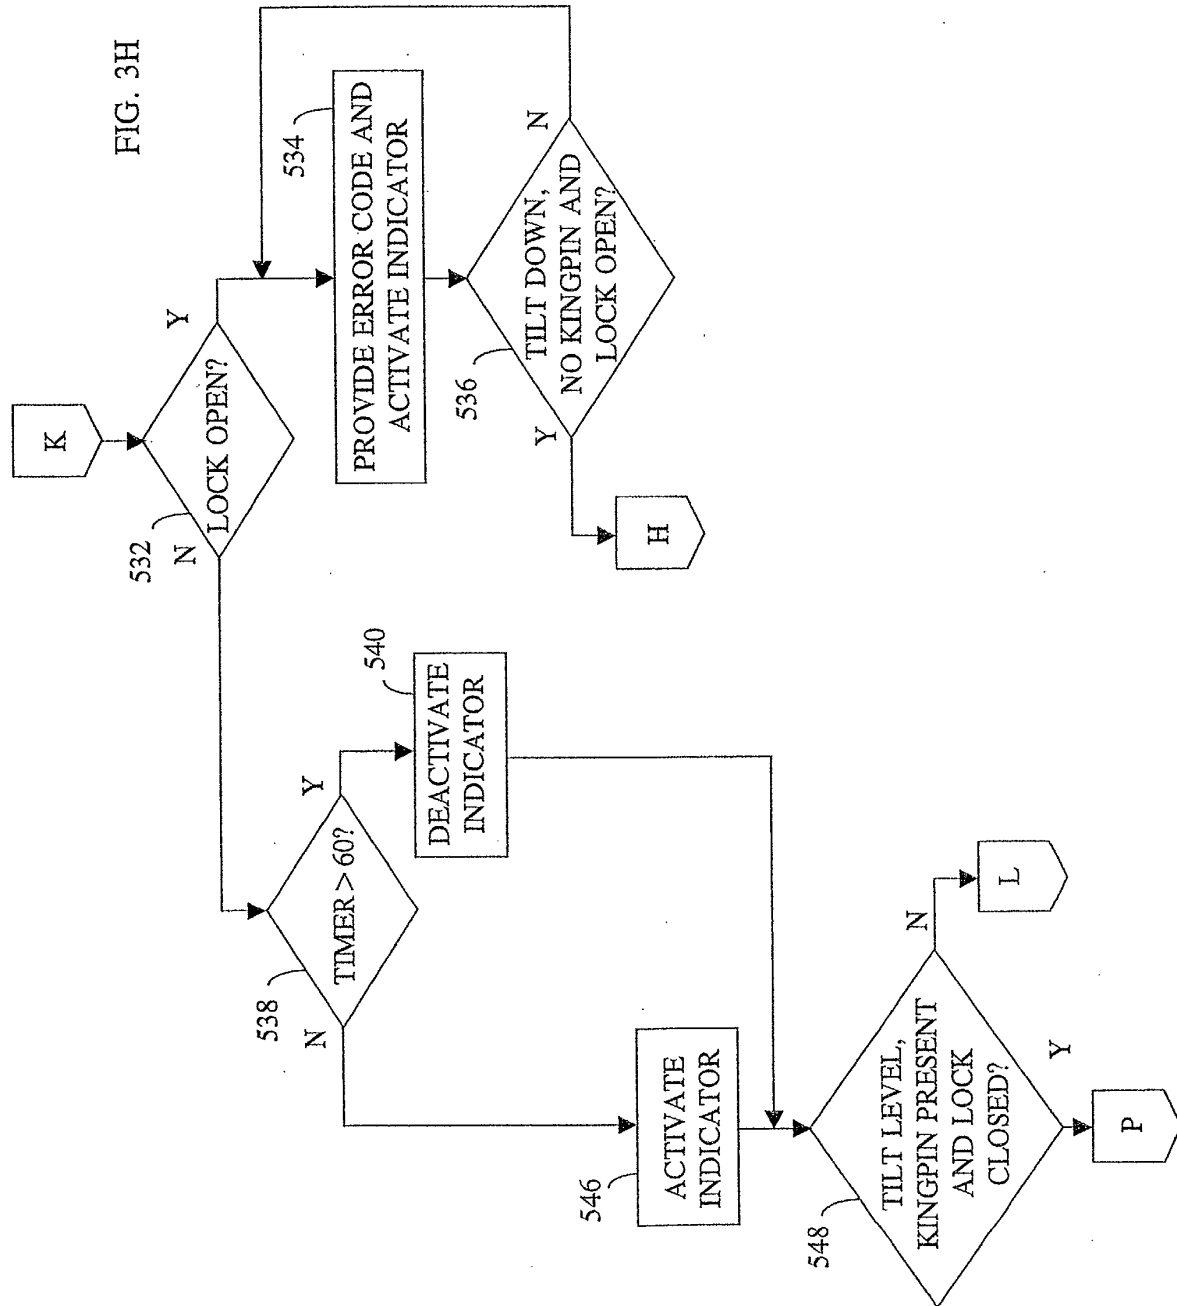 FIG. 3H
K
532
LOCK OPEN?
N
Y
534
PROVIDE ERROR CODE AND
ACTIVATE INDICATOR
536
TILT DOWN,
NO KINGPIN AND
LOCK OPEN?
Y
N
H
538
TIMER > 60?
N
Y
540
DEACTIVATE
INDICATOR
546
ACTIVATE
INDICATOR
548
TILT LEVEL,
KINGPIN PRESENT
AND LOCK
CLOSED?
N
Y
L
P